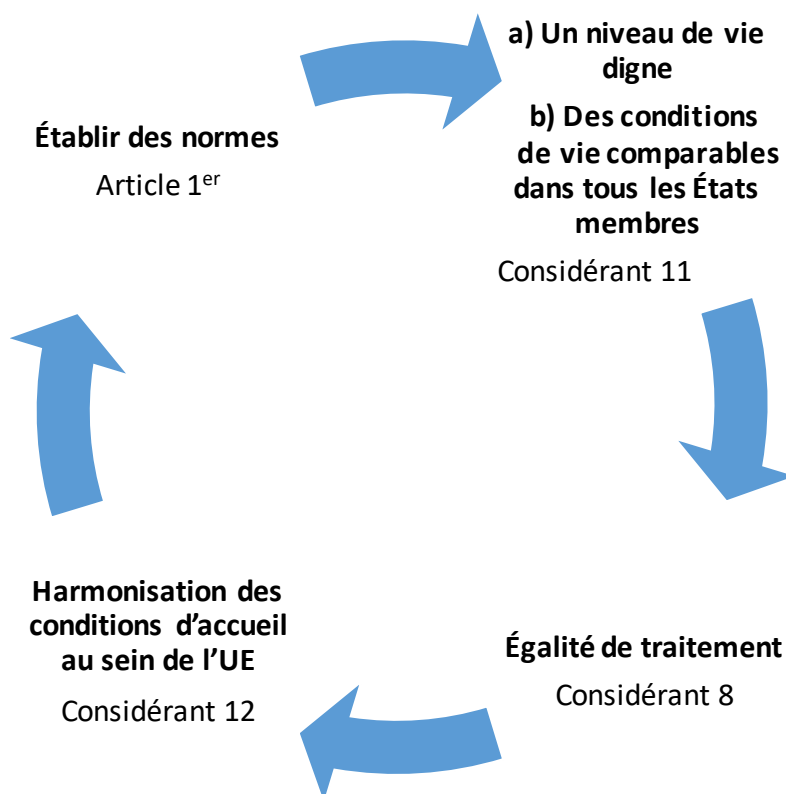 Établir des normes
Article 1er
a) Un niveau de vie
digne
b) Des conditions
de vie comparables
dans tous les États
membres
Considérant 11
Égalité de traitement
Considérant 8
Harmonisation des
conditions d’accueil
au sein de l’UE
Considérant 12